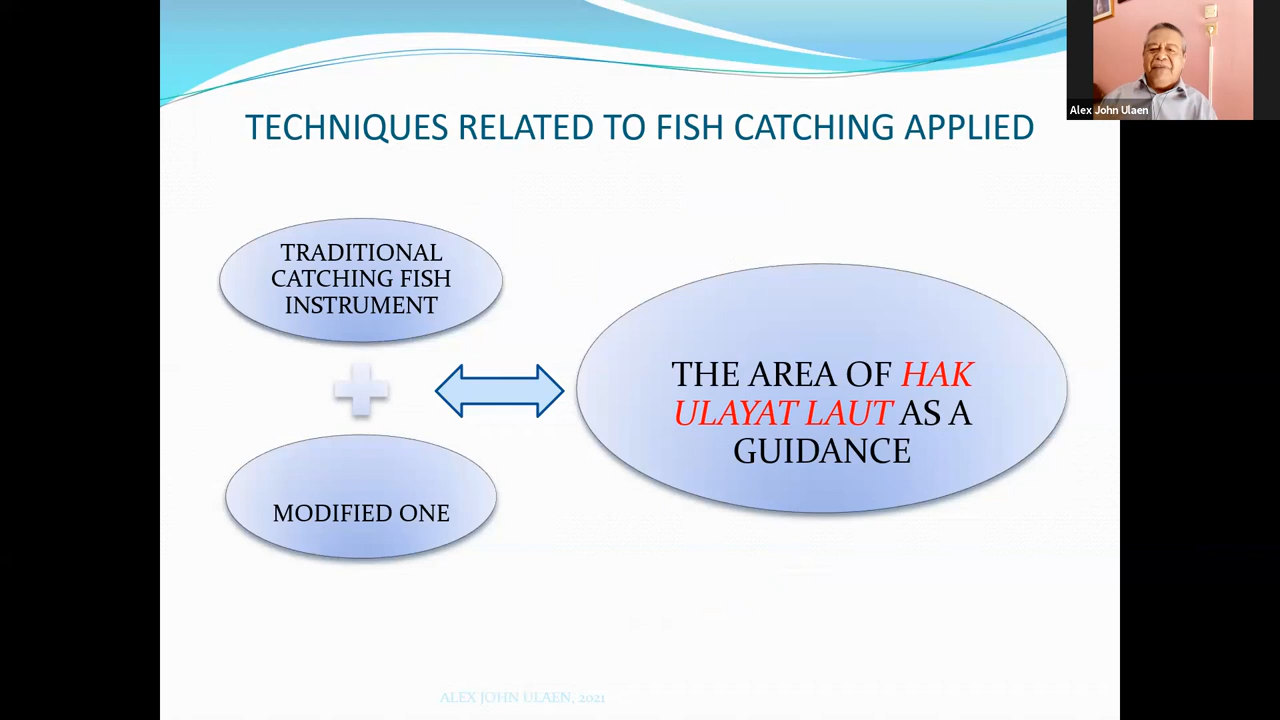 Alex John Ulaen
TECHNIQUES RELATED TO FISH CATCHING APPLIED
TRADITIONAL
CATCHING FISH
INSTRUMENT
MODIFIED ONE
THE AREA OF HAK
ULAYAT LAUT AS A
GUIDANCE
ALEX JOHN ULAEN, 2021